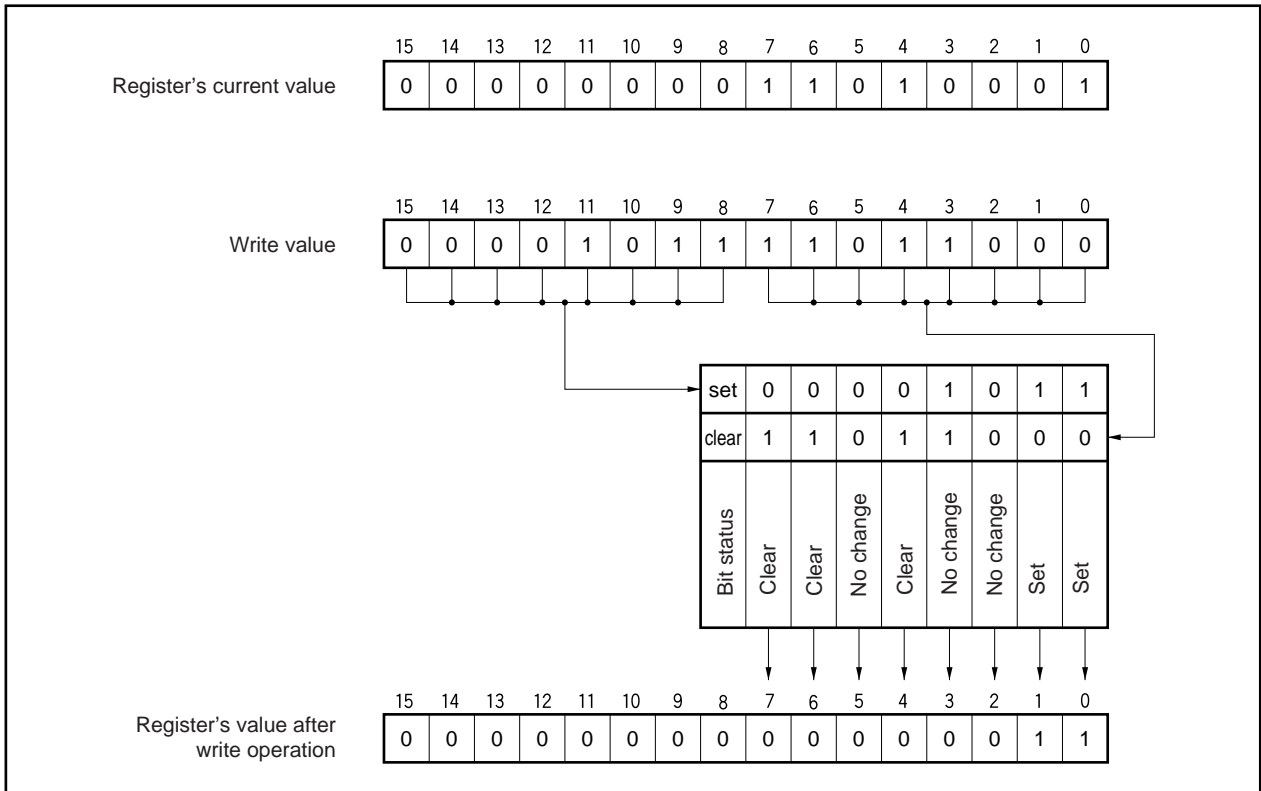 15 14 13 12 11 10 9 8 7 6 5 4 3 2 1 0
Register's current value 0 0 0 0 0 0 0 0 1 1 0 1 0 0 0 1
15 14 13 12 11 10 9 8 7 6 5 4 3 2 1 0
Write value 0 0 0 0 1 0 1 1 1 1 0 1 1 0 0 0
set 0 0 0 0 1 0 1 1
clear 1 1 0 1 1 0 0 0
Bit status Clear Clear No change Clear No change No change Set Set
15 14 13 12 11 10 9 8 7 6 5 4 3 2 1 0
Register's value after
write operation 0 0 0 0 0 0 0 0 0 0 0 0 0 0 1 1